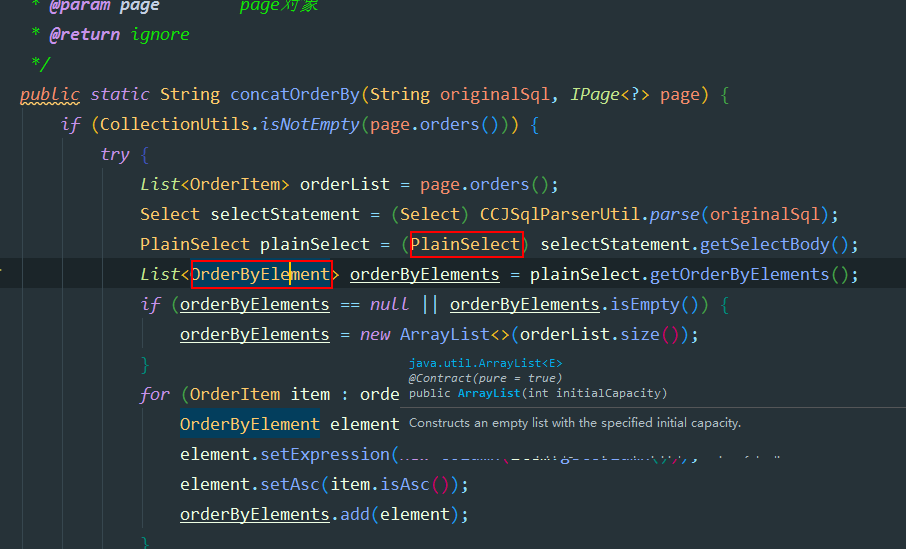 * @param page page对象
* @return ignore
*/
public static String concatOrderBy(String originalSql, IPage<?> page) {
if (CollectionUtils.isNotEmpty(page.orders())) {
try {
List<OrderItem> orderList = page.orders();
Select selectStatement = (Select) CCJSqlParserUtil.parse(originalSql);
PlainSelect plainSelect = (PlainSelect) selectStatement.getSelectBody();
List<OrderByElement> orderByElements = plainSelect.getOrderByElements();
if (orderByElements == null || orderByElements.isEmpty()) {
orderByElements = new ArrayList<>(orderList.size());
java.util.ArrayList<E>
}
@Contract(pure = true)
for (OrderItem item : orde
public ArrayList(int initialCapacity)
OrderByElement element
Constructs an empty list with the specified initial capacity.
element.setExpression(
element.setAsc(item.isAsc());
orderByElements.add(element);
}